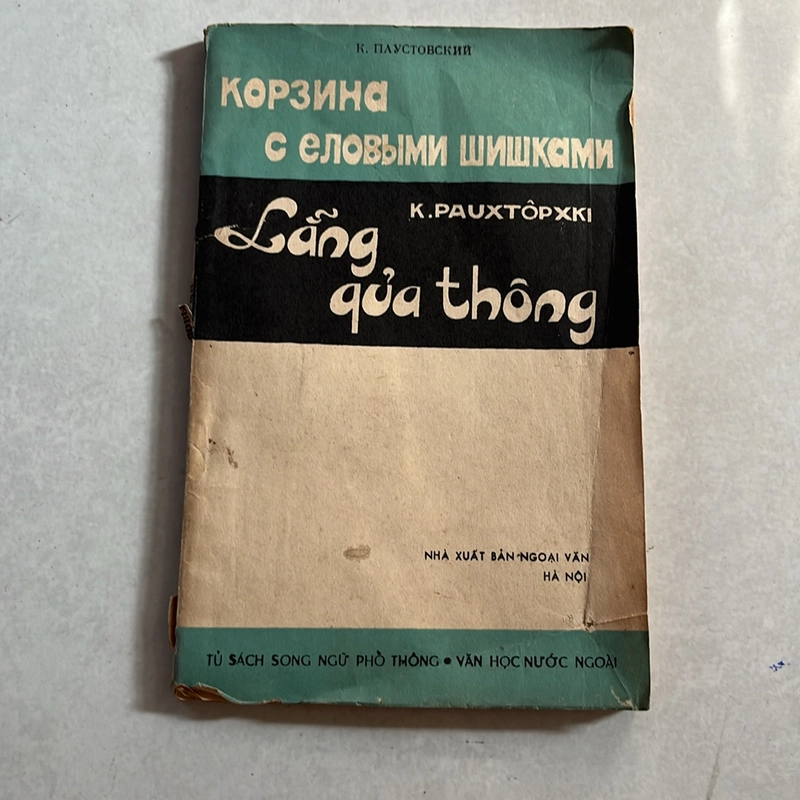 К. ПАУСТОВСКИЙ
КОРЗИНА
С ЕЛОВЫМИ ШИШКАМИ
K. PAUXTÔPXKI
Lẵng
qủa thông
NHÀ XUẤT BẢN NGOẠI VĂN
HÀ NỘI
TỦ SÁCH SONG NGỮ PHỔ THÔNG • VĂN HỌC NƯỚC NGOÀI